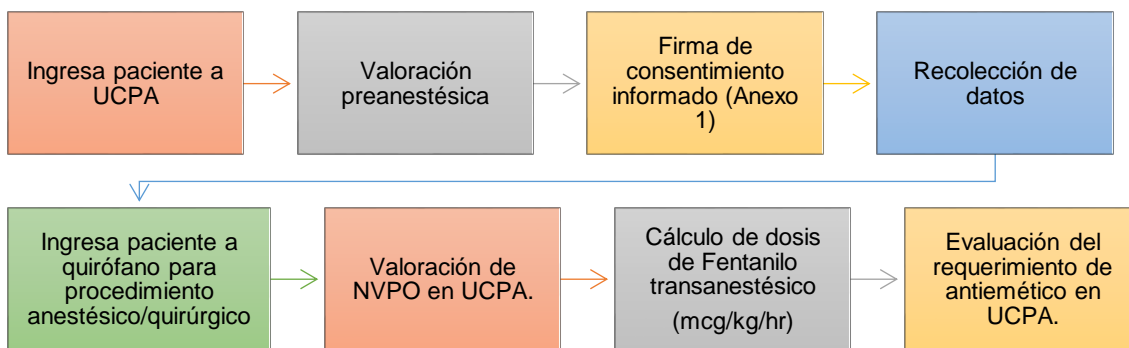 Ingresa paciente a
UCPA
Valoración
preanestésica
Firma de
consentimiento
informado (Anexo
1)
Recolección de
datos
Ingresa paciente a
quirófano para
procedimiento
anestésico/quirúrgico
Valoración de
NVPO en UCPA.
Cálculo de dosis
de Fentanilo
transanestésico
(mcg/kg/hr)
Evaluación del
requerimiento de
antiemético en
UCPA.